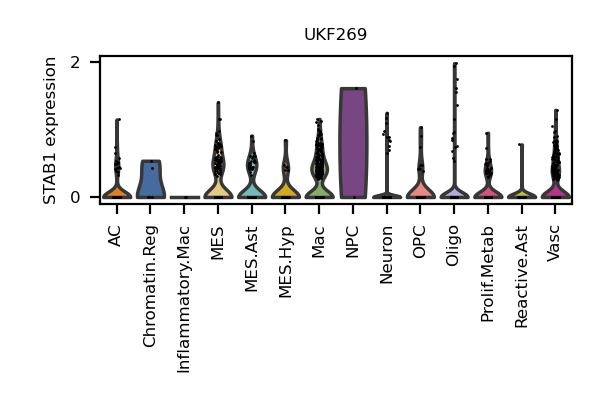 UKF269
STAB1 expression
2
0
AC
Chromatin.Reg
Inflammatory.Mac
MES
MES.Ast
MES.Hyp
Mac
NPC
Neuron
OPC
Oligo
Prolif.Metab
Reactive.Ast
Vasc